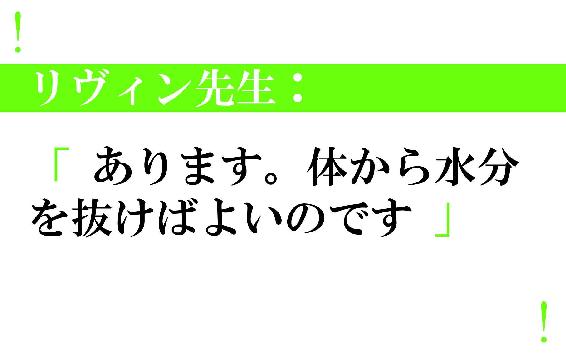 ！
リヴィン先生：
「 あります。体から水分
を抜けばよいのです 」
！